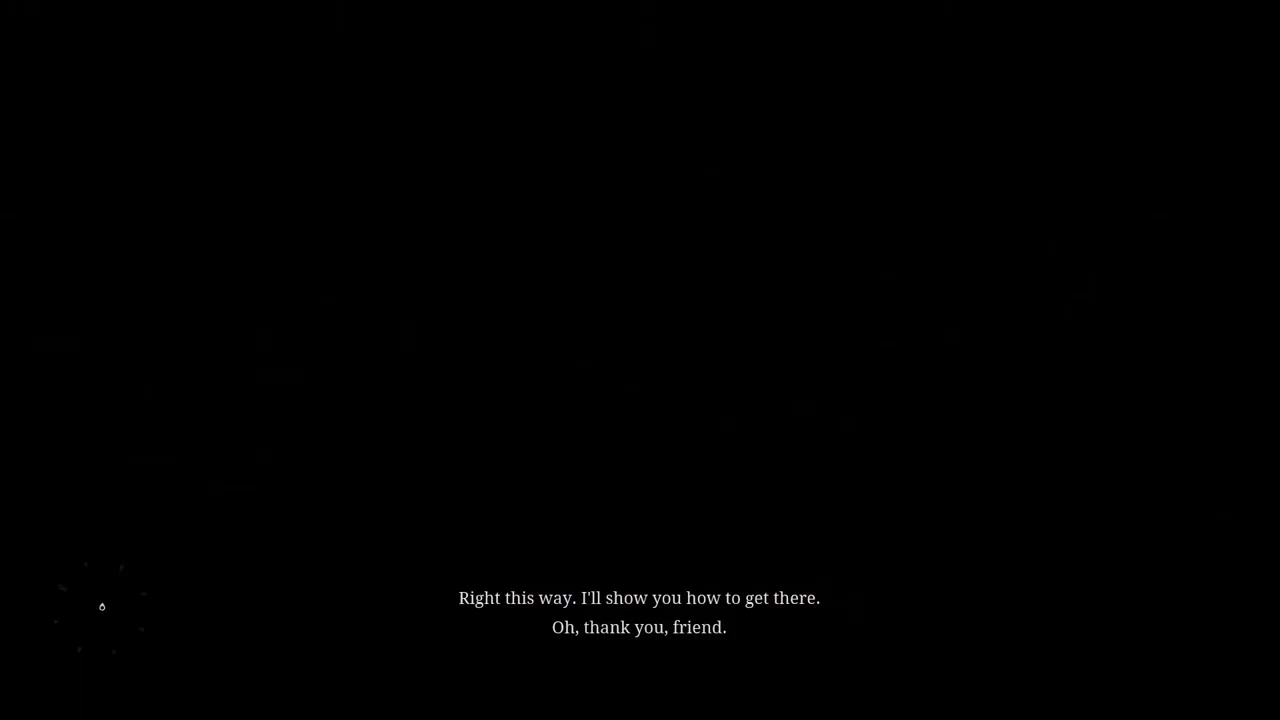 Right this way. I'll show you how to get there.
Oh, thank you, friend.